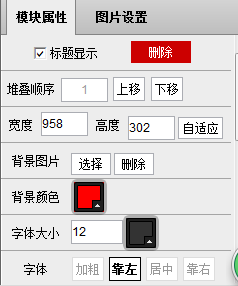 模块属性 图片设置
标题显示 删除
堆叠顺序 1 上移 下移
宽度 958 高度 302 自适应
背景图片 选择 删除
背景颜色
字体大小 12
字体 加粗 靠左 居中 靠右